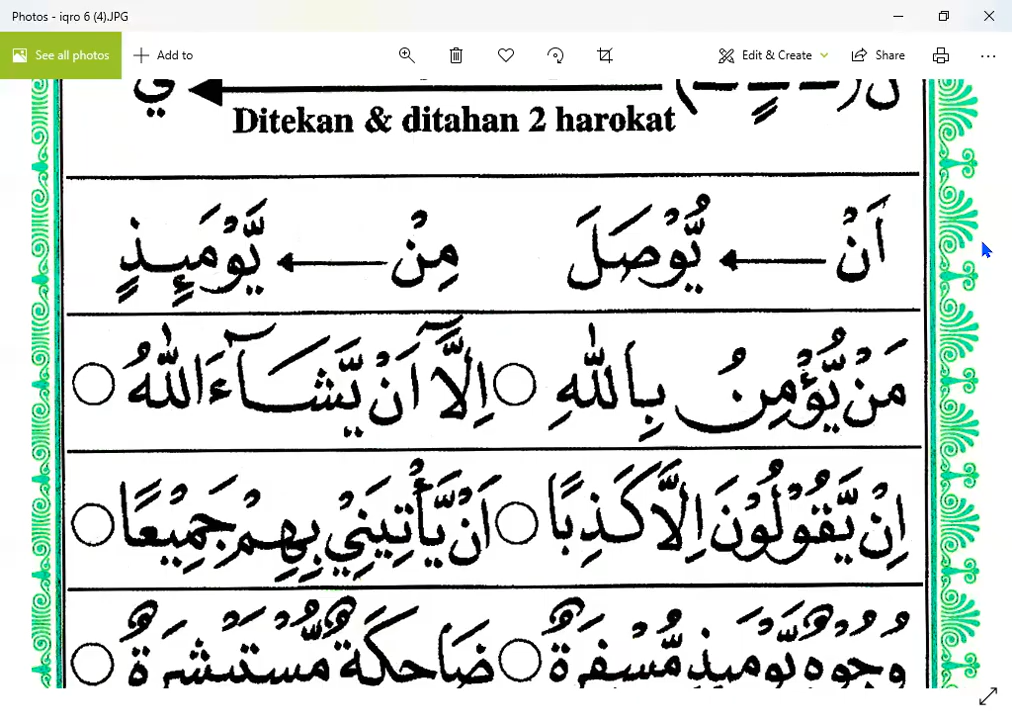 Photos - iqro 6 (4).JPG
See all photos
Add to
Edit & Create
Share
Ditekan & ditahan 2 harokat
اَنْ يُّوْصَلَ مِنْ يَّوْمَئِذٍ
مَنْ يُّؤْمِنُ بِاللّٰهِ اِلَّآ اَنْ يَّشَآءَ اللّٰهُ
اِنْ يَّقُوْلُوْنَ اِلَّا كَذِبًا اَنْ يَّأْتِيَنِيْ بِهِمْ جَمِيْعًا
وُجُوْهٌ يَّوْمَئِذٍ مُّسْفِرَةٌ ضَاحِكَةٌ مُّسْتَبْشِرَةٌ